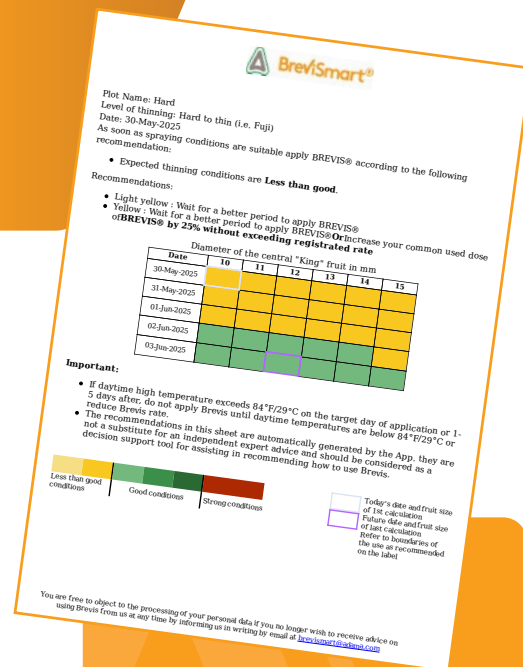 BreviSmart®
Plot Name: Hard
Level of thinning: Hard to thin (i.e. Fuji)
Date: 30-May-2025
As soon as spraying conditions are suitable apply BREVIS® according to the following
recommendation:
• Expected thinning conditions are Less than good.
Recommendations:
• Light yellow : Wait for a better period to apply BREVIS®
• Yellow : Wait for a better period to apply BREVIS®OrIncrease your common used dose
ofBREVIS® by 25% without exceeding registrated rate
Diameter of the central "King" fruit in mm
Date 10 11 12 13 14 15
30-May-2025
31-May-2025
01-Jun-2025
02-Jun-2025
03-Jun-2025
Important:
• If daytime high temperature exceeds 84°F/29°C on the target day of application or 1-
5 days after, do not apply Brevis until daytime temperatures are below 84°F/29°C or
reduce Brevis rate.
• The recommendations in this sheet are automatically generated by the App. they are
not a substitute for an independent expert advice and should be considered as a
decision support tool for assisting in recommending how to use Brevis.
Less than good
conditions
Good conditions
Strong conditions
Today's date and fruit size
of 1st calculation
Future date and fruit size
of last calculation
Refer to boundaries of
the use as recommended
on the label
You are free to object to the processing of your personal data if you no longer wish to receive advice on
using Brevis from us at any time by informing us in writing by email at brevismart@adama.com